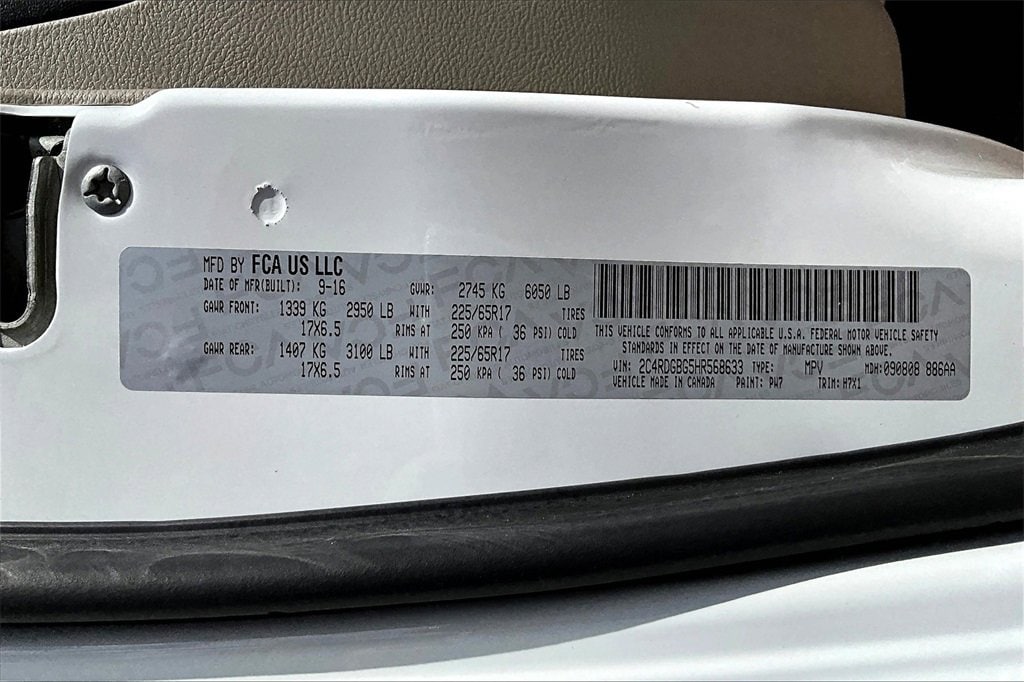 MFD BY FCA US LLC
DATE OF MFR(BUILT): 9-16 GVWR: 2745 KG 6050 LB
GAWR FRONT: 1339 KG 2950 LB WITH 225/65R17 TIRES
17X6.5 RIMS AT 250 KPA ( 36 PSI) COLD
GAWR REAR: 1407 KG 3100 LB WITH 225/65R17 TIRES
17X6.5 RIMS AT 250 KPA ( 36 PSI) COLD
THIS VEHICLE CONFORMS TO ALL APPLICABLE U.S.A. FEDERAL MOTOR VEHICLE SAFETY
STANDARDS IN EFFECT ON THE DATE OF MANUFACTURE SHOWN ABOVE.
VIN: 2C4RDGBG5HR568633 TYPE: MPV MDH: 090808 886AA
VEHICLE MADE IN CANADA PAINT: PW7 TRIM: H7X1